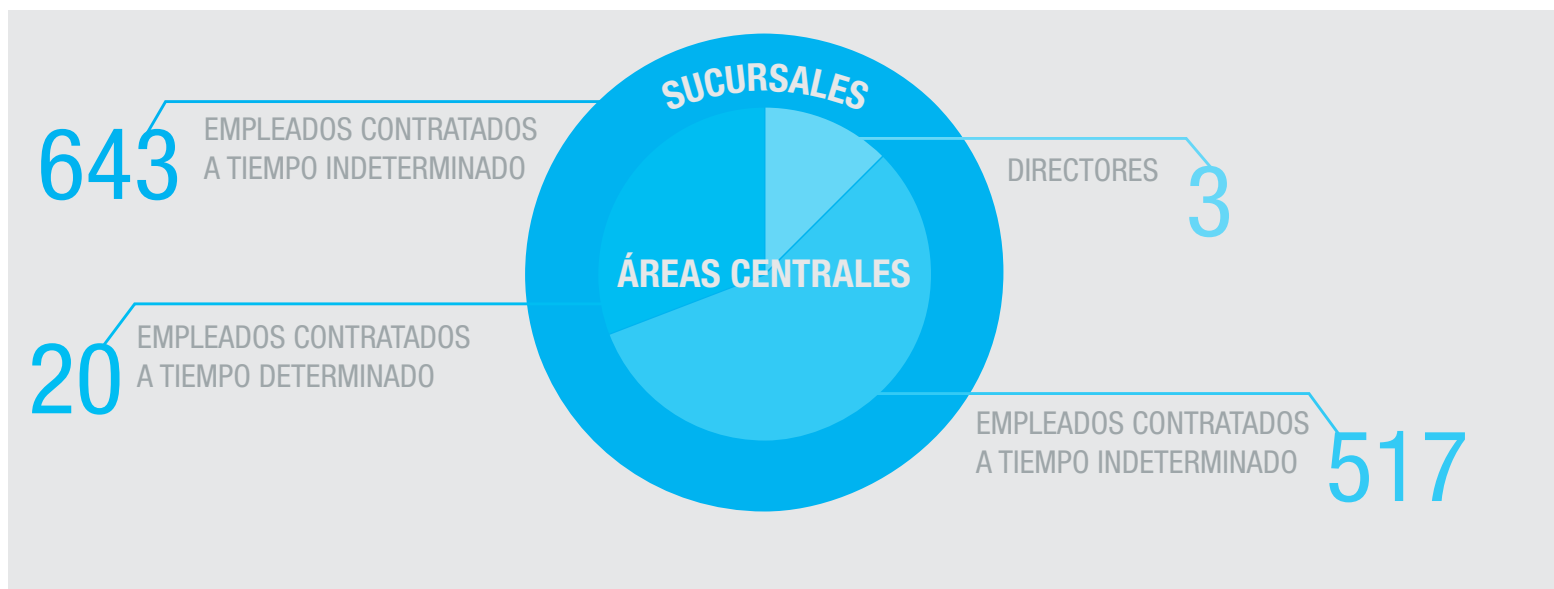 SUCURSALES
643
EMPLEADOS CONTRATADOS
A TIEMPO INDETERMINADO
DIRECTORES
3
ÁREAS CENTRALES
20
EMPLEADOS CONTRATADOS
A TIEMPO DETERMINADO
EMPLEADOS CONTRATADOS
A TIEMPO INDETERMINADO
517